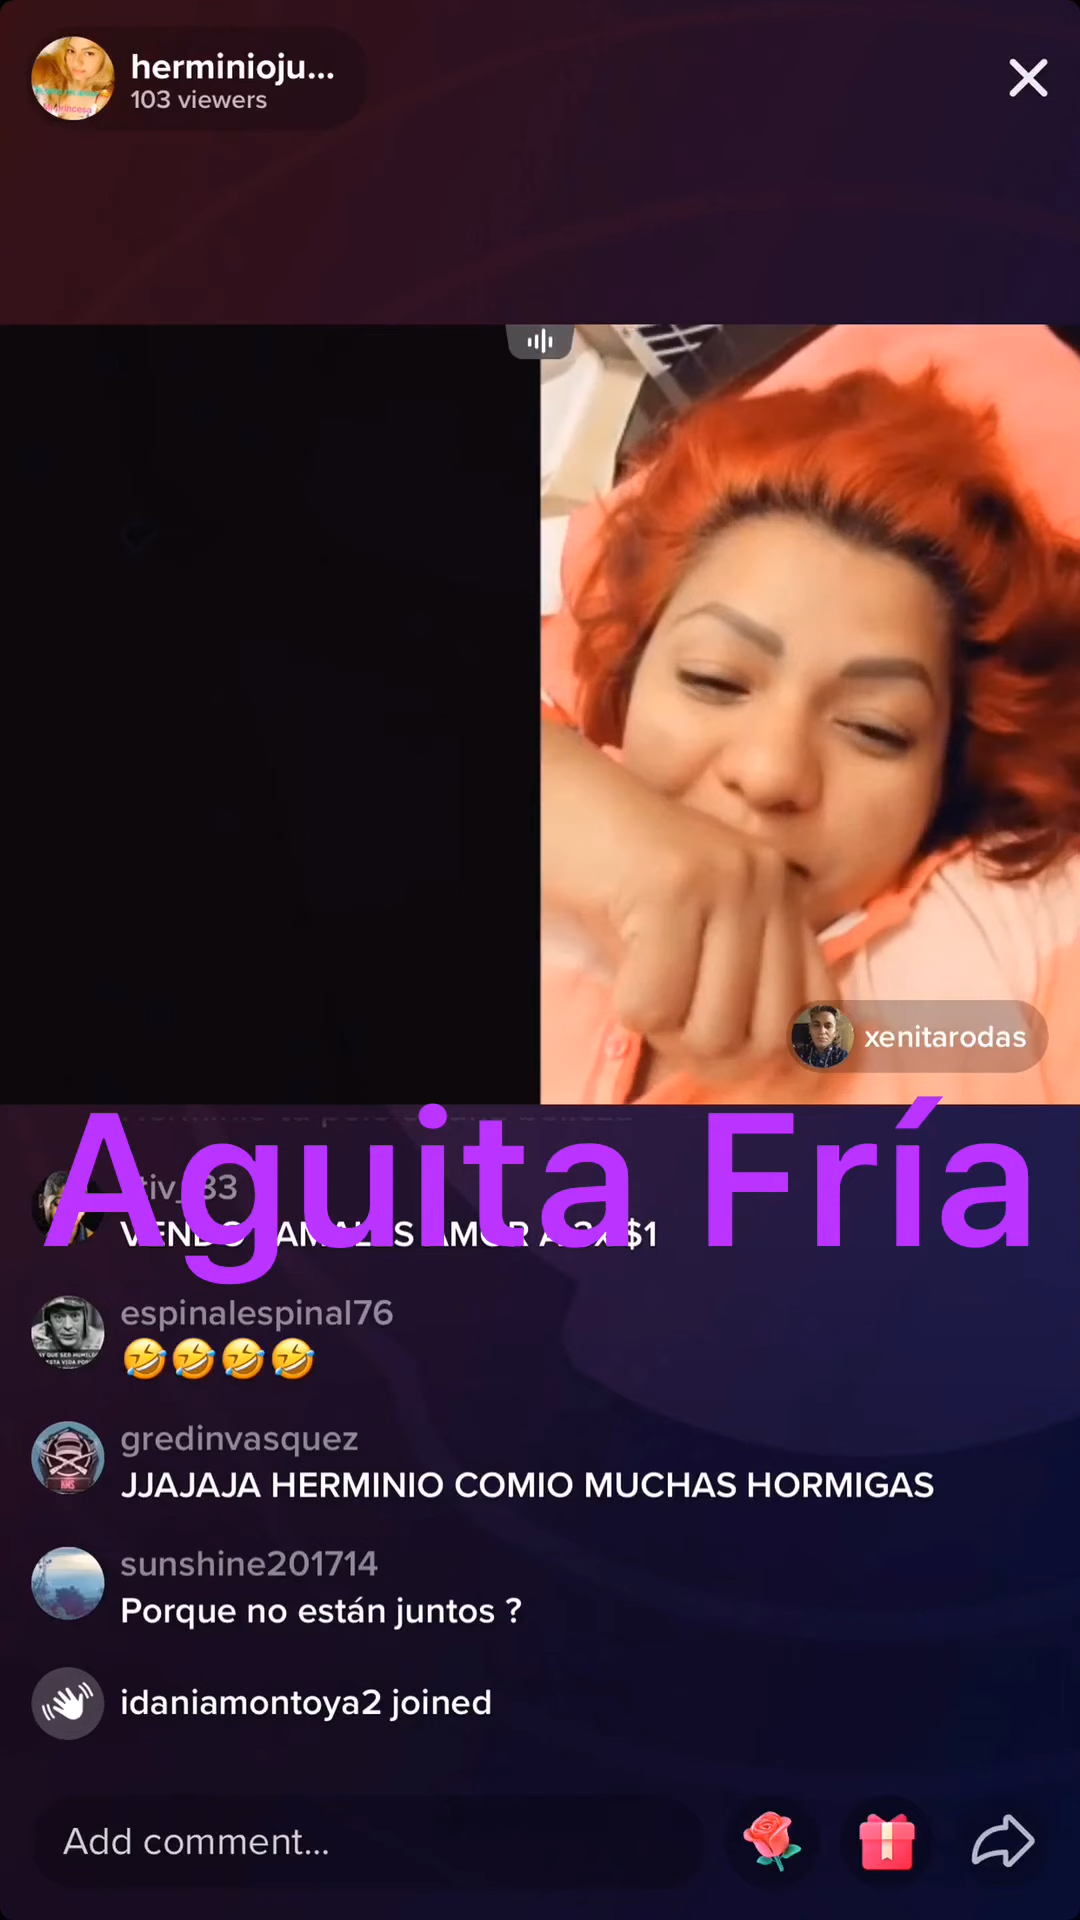 herminioju...
103 viewers
xenitarodas
Aguita Fría
espinalespinal76
🤣🤣🤣🤣
gredinvasquez
JJAJAJA HERMINIO COMIO MUCHAS HORMIGAS
sunshine201714
Porque no están juntos ?
idaniamontoya2 joined
Add comment...